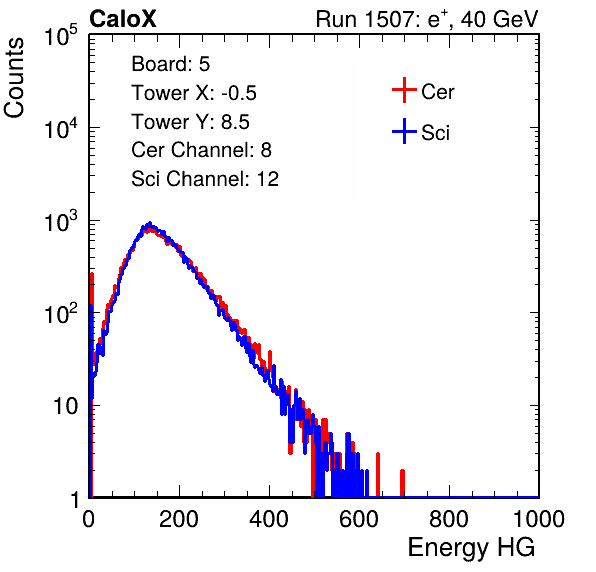 CaloX Run 1507: e⁺, 40 GeV
Counts
Board: 5
Tower X: -0.5
Tower Y: 8.5
Cer Channel: 8
Sci Channel: 12
Cer
Sci
10⁵
10⁴
10³
10²
10
1
0 200 400 600 800 1000
Energy HG